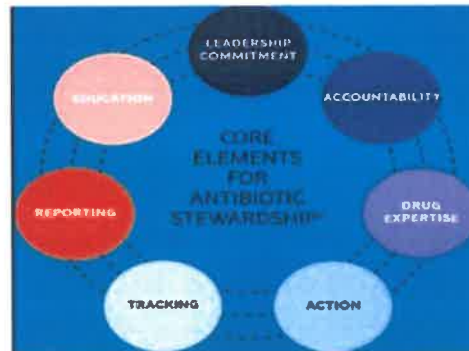 LEADERSHIP
COMMITMENT
ACCOUNTABILITY
DRUG
EXPERTISE
ACTION
TRACKING
REPORTING
EDUCATION
CORE
ELEMENTS
FOR
ANTIBIOTIC
STEWARDSHIP